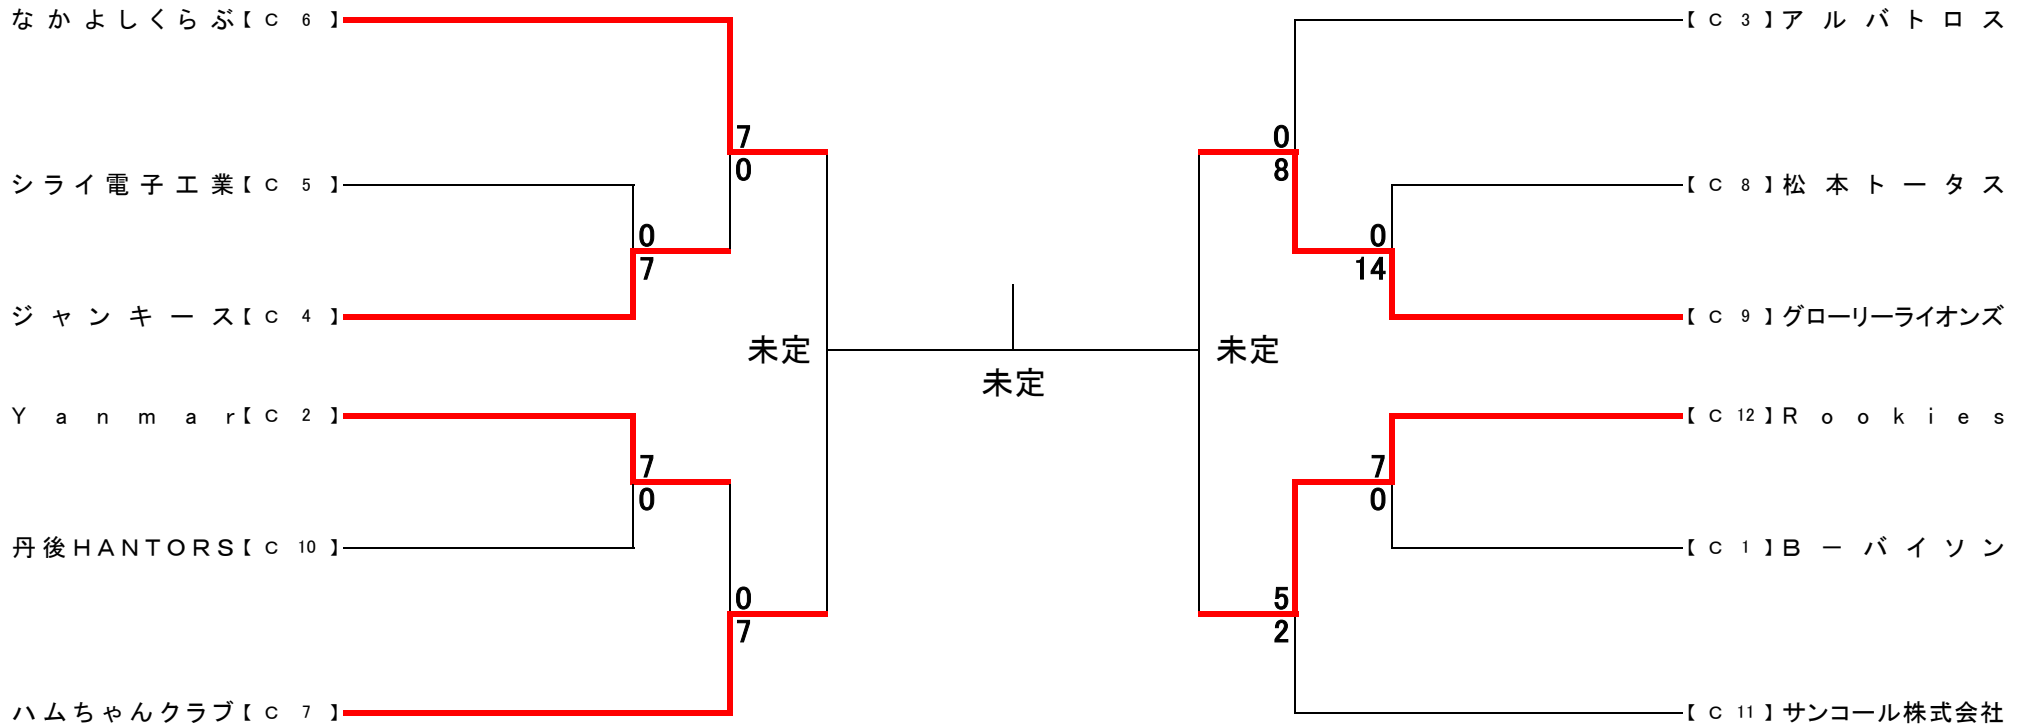 なかよしくらぶ【 C 6 】
【 C 3 】アルバトロス
7
0
0
8
シライ電子工業【 C 5 】
【 C 8 】松本トータス
0
7
0
14
ジャンキース【 C 4 】
【 C 9 】グローリーライオンズ
未定
未定
未定
Yanmar【 C 2 】
【 C 12 】Rookies
7
0
7
0
丹後HANTORS【 C 10 】
【 C 1 】B－バイソン
0
7
5
2
ハムちゃんクラブ【 C 7 】
【 C 11 】サンコール株式会社